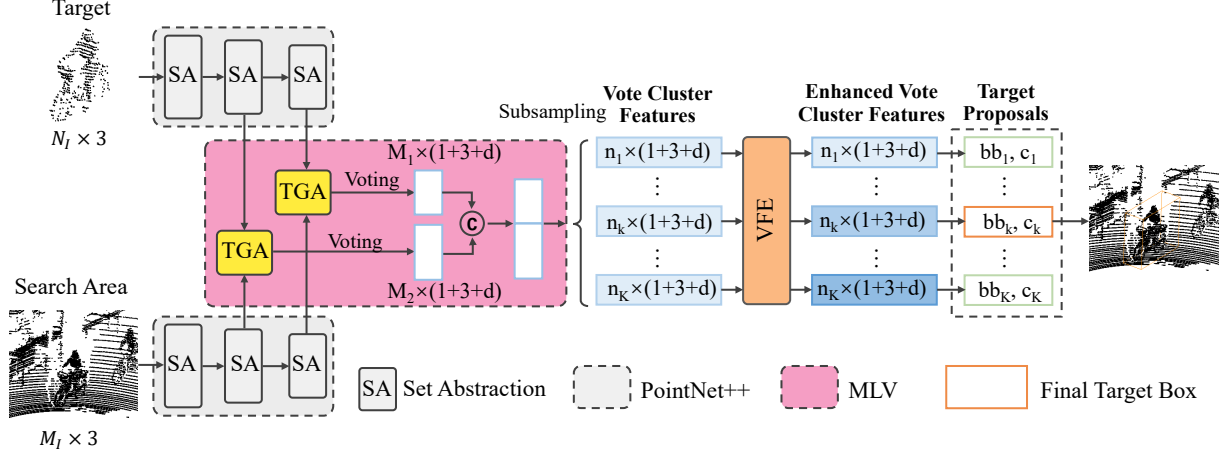 Target
N_I × 3
SA
SA
SA
TGA
TGA
M₁×(1+3+d)
Voting
Voting
C
M₂×(1+3+d)
Search Area
M_I × 3
SA
SA
SA
Subsampling
Vote Cluster
Features
n₁×(1+3+d)
⋮
nₖ×(1+3+d)
⋮
n_K×(1+3+d)
VFE
Enhanced Vote
Cluster Features
n₁×(1+3+d)
⋮
nₖ×(1+3+d)
⋮
n_K×(1+3+d)
Target
Proposals
bb₁, c₁
⋮
bbₖ, cₖ
⋮
bb_K, c_K
SA Set Abstraction
PointNet++
MLV
Final Target Box